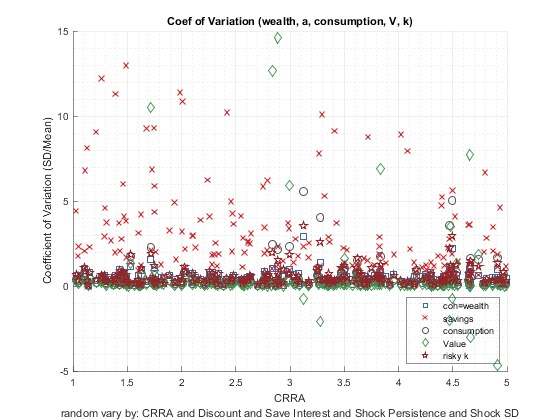 Coef of Variation (wealth, a, consumption, V, k)
15
10
5
0
-5
Coefficient of Variation (SD/Mean)
1 1.5 2 2.5 3 3.5 4 4.5 5
CRRA
coh=wealth
savings
consumption
Value
risky k
random vary by: CRRA and Discount and Save Interest and Shock Persistence and Shock SD